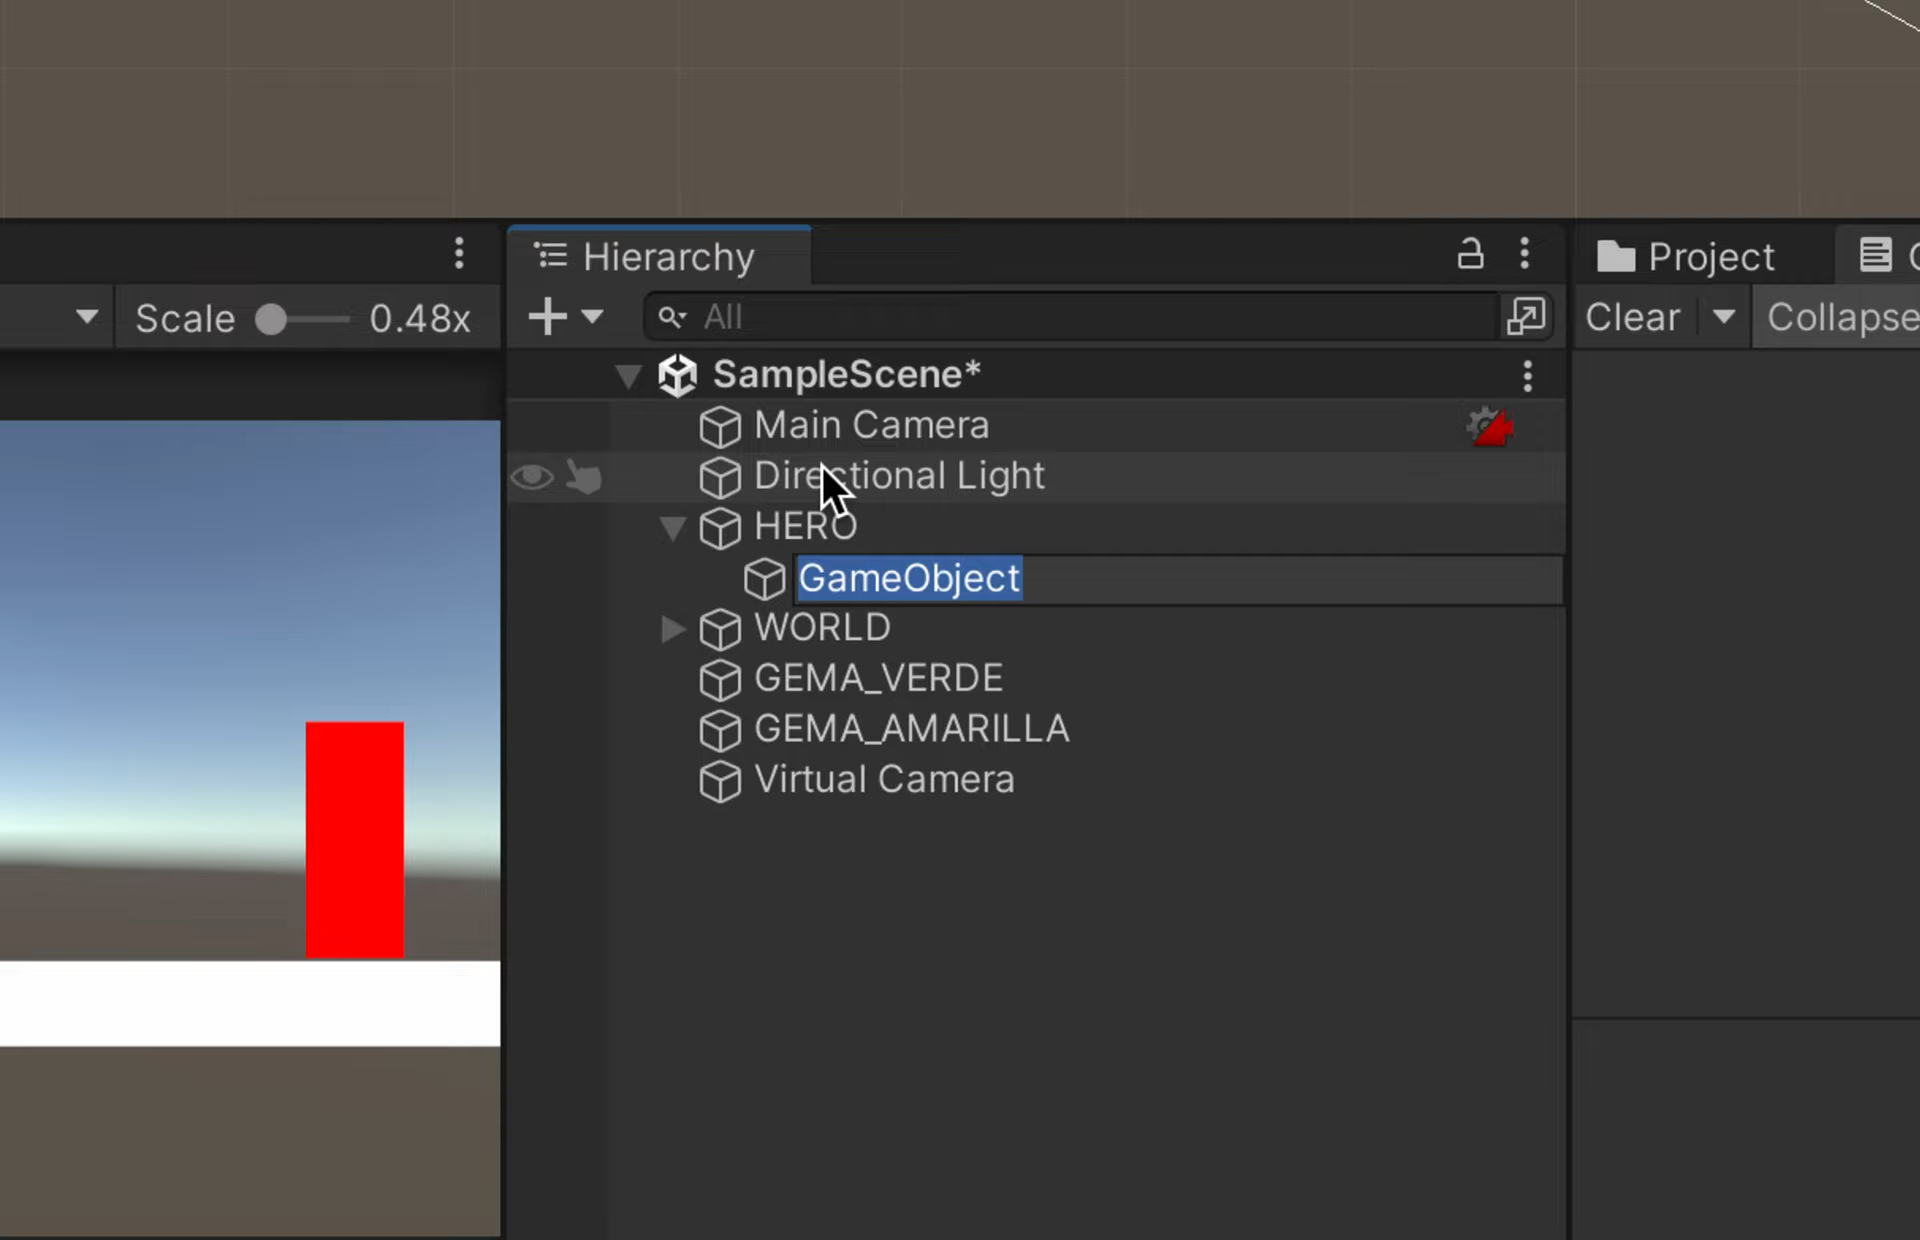 Hierarchy
Project
Scale 0.48x
All
Clear
Collapse
SampleScene*
Main Camera
Directional Light
HERO
GameObject
WORLD
GEMA_VERDE
GEMA_AMARILLA
Virtual Camera